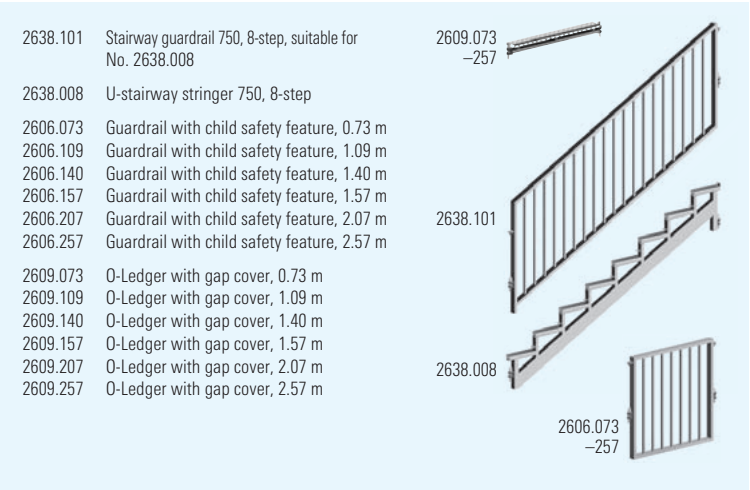 2638.101 Stairway guardrail 750, 8-step, suitable for
No. 2638.008
2638.008 U-stairway stringer 750, 8-step
2606.073 Guardrail with child safety feature, 0.73 m
2606.109 Guardrail with child safety feature, 1.09 m
2606.140 Guardrail with child safety feature, 1.40 m
2606.157 Guardrail with child safety feature, 1.57 m
2606.207 Guardrail with child safety feature, 2.07 m
2606.257 Guardrail with child safety feature, 2.57 m
2609.073 O-Ledger with gap cover, 0.73 m
2609.109 O-Ledger with gap cover, 1.09 m
2609.140 O-Ledger with gap cover, 1.40 m
2609.157 O-Ledger with gap cover, 1.57 m
2609.207 O-Ledger with gap cover, 2.07 m
2609.257 O-Ledger with gap cover, 2.57 m
2609.073
–257
2638.101
2638.008
2606.073
–257